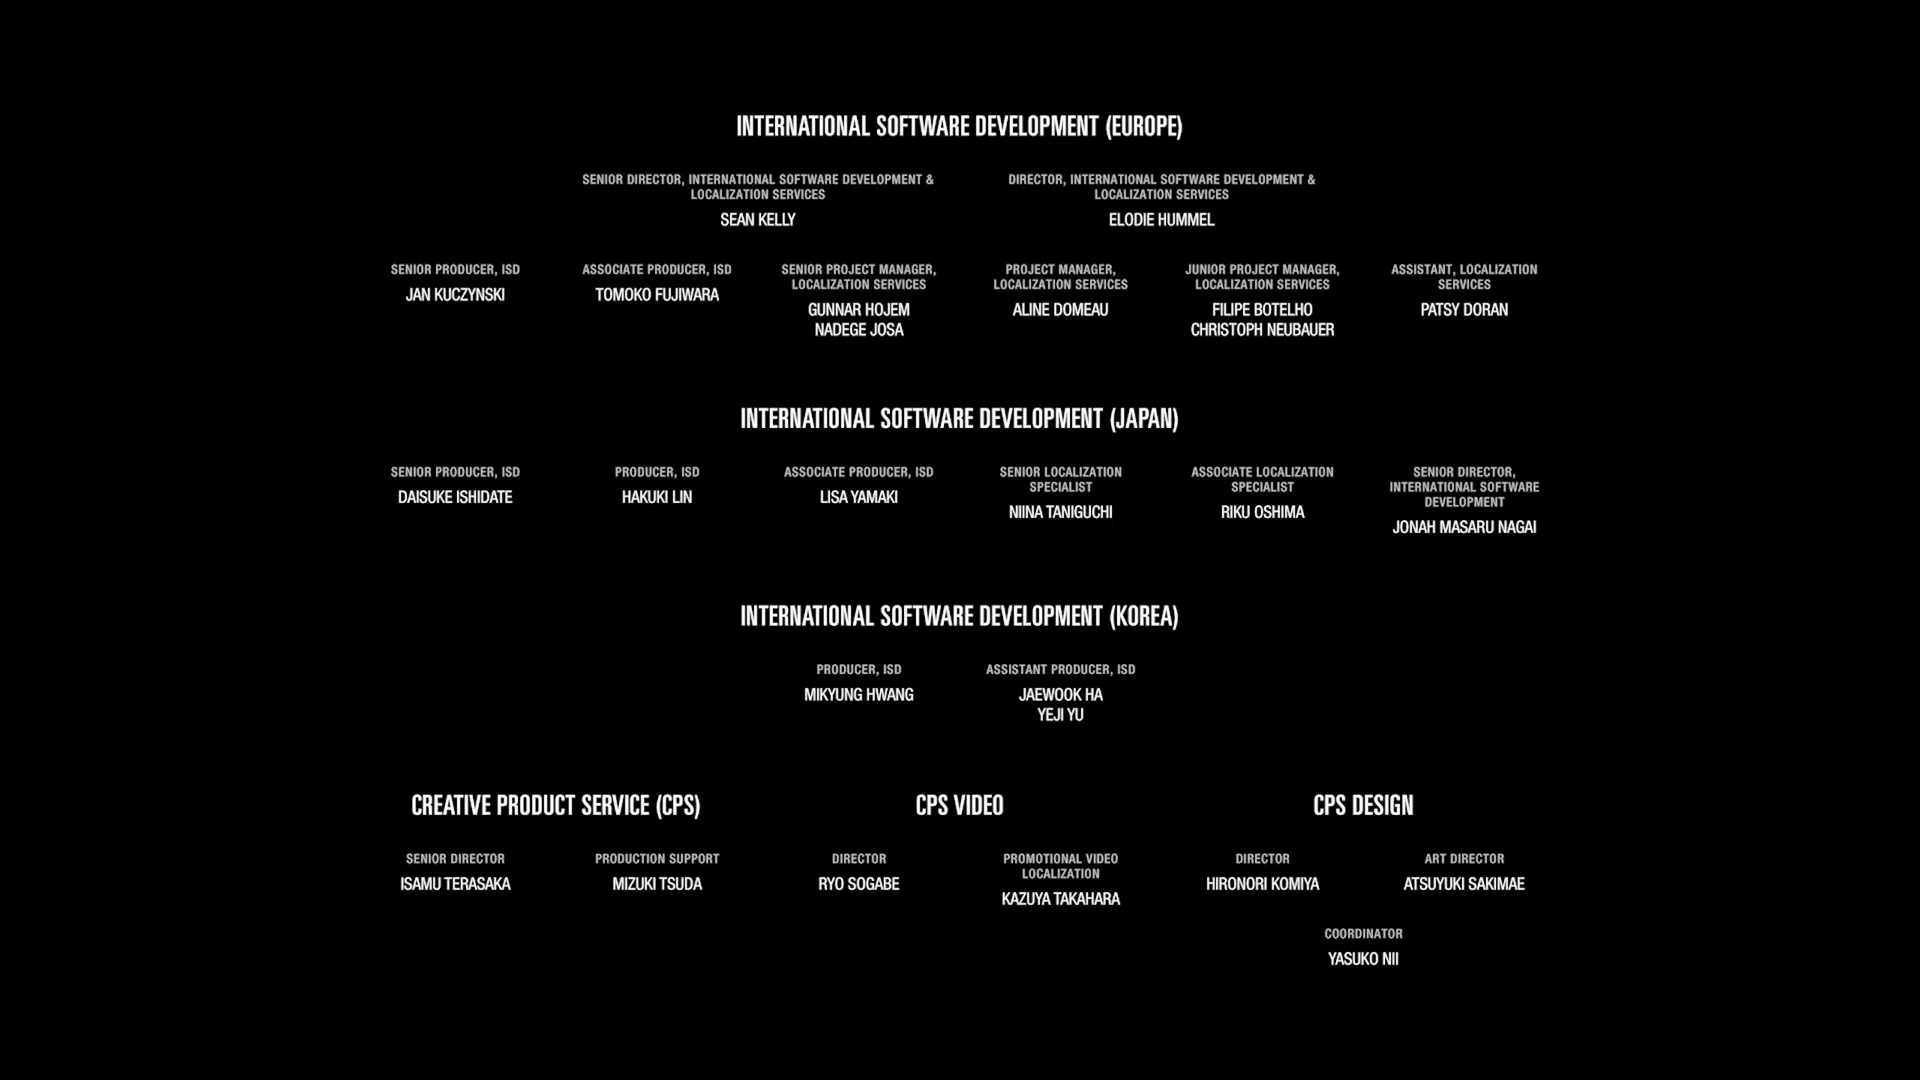 INTERNATIONAL SOFTWARE DEVELOPMENT (EUROPE)
SENIOR DIRECTOR, INTERNATIONAL SOFTWARE DEVELOPMENT &
LOCALIZATION SERVICES
SEAN KELLY
DIRECTOR, INTERNATIONAL SOFTWARE DEVELOPMENT &
LOCALIZATION SERVICES
ELODIE HUMMEL
SENIOR PRODUCER, ISD
JAN KUCZYNSKI
ASSOCIATE PRODUCER, ISD
TOMOKO FUJIWARA
SENIOR PROJECT MANAGER,
LOCALIZATION SERVICES
GUNNAR HOJEM
NADEGE JOSA
PROJECT MANAGER,
LOCALIZATION SERVICES
ALINE DOMEAU
JUNIOR PROJECT MANAGER,
LOCALIZATION SERVICES
FILIPE BOTELHO
CHRISTOPH NEUBAUER
ASSISTANT, LOCALIZATION
SERVICES
PATSY DORAN
INTERNATIONAL SOFTWARE DEVELOPMENT (JAPAN)
SENIOR PRODUCER, ISD
DAISUKE ISHIDATE
PRODUCER, ISD
HAKUKI LIN
ASSOCIATE PRODUCER, ISD
LISA YAMAKI
SENIOR LOCALIZATION
SPECIALIST
NIINA TANIGUCHI
ASSOCIATE LOCALIZATION
SPECIALIST
RIKU OSHIMA
SENIOR DIRECTOR,
INTERNATIONAL SOFTWARE
DEVELOPMENT
JONAH MASARU NAGAI
INTERNATIONAL SOFTWARE DEVELOPMENT (KOREA)
PRODUCER, ISD
MIKYUNG HWANG
ASSISTANT PRODUCER, ISD
JAEWOOK HA
YEJI YU
CREATIVE PRODUCT SERVICE (CPS)
SENIOR DIRECTOR
ISAMU TERASAKA
PRODUCTION SUPPORT
MIZUKI TSUDA
CPS VIDEO
DIRECTOR
RYO SOGABE
PROMOTIONAL VIDEO
LOCALIZATION
KAZUYA TAKAHARA
CPS DESIGN
DIRECTOR
HIRONORI KOMIYA
ART DIRECTOR
ATSUYUKI SAKIMAE
COORDINATOR
YASUKO NII